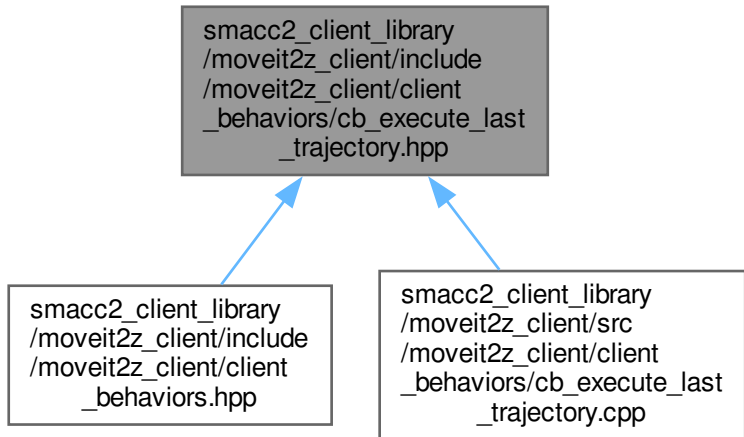 smacc2_client_library
/moveit2z_client/include
/moveit2z_client/client
_behaviors/cb_execute_last
_trajectory.hpp
smacc2_client_library
/moveit2z_client/include
/moveit2z_client/client
_behaviors.hpp
smacc2_client_library
/moveit2z_client/src
/moveit2z_client/client
_behaviors/cb_execute_last
_trajectory.cpp